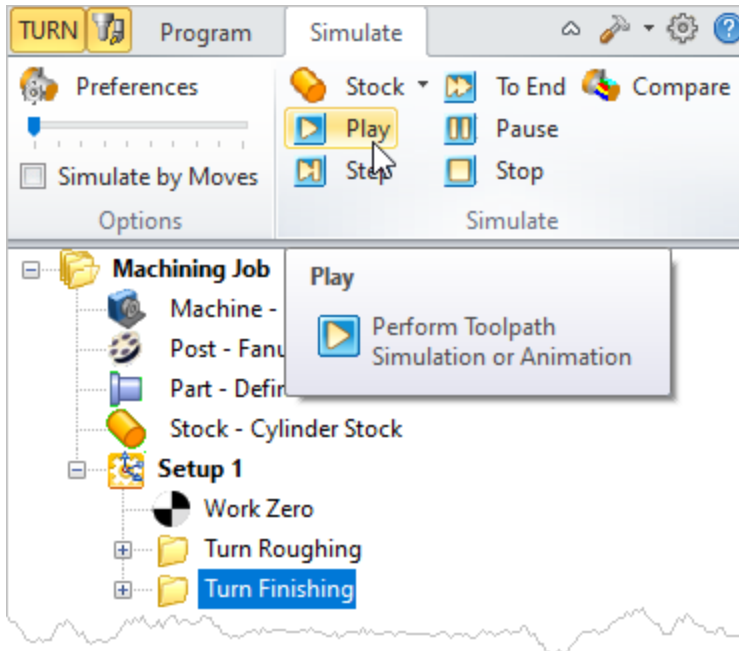 TURN Program Simulate
Preferences Stock To End Compare
Play Pause
Simulate by Moves Step Stop
Options Simulate
Machining Job
Play
Perform Toolpath
Simulation or Animation
Machine -
Post - Fanu
Part - Defin
Stock - Cylinder Stock
Setup 1
Work Zero
Turn Roughing
Turn Finishing